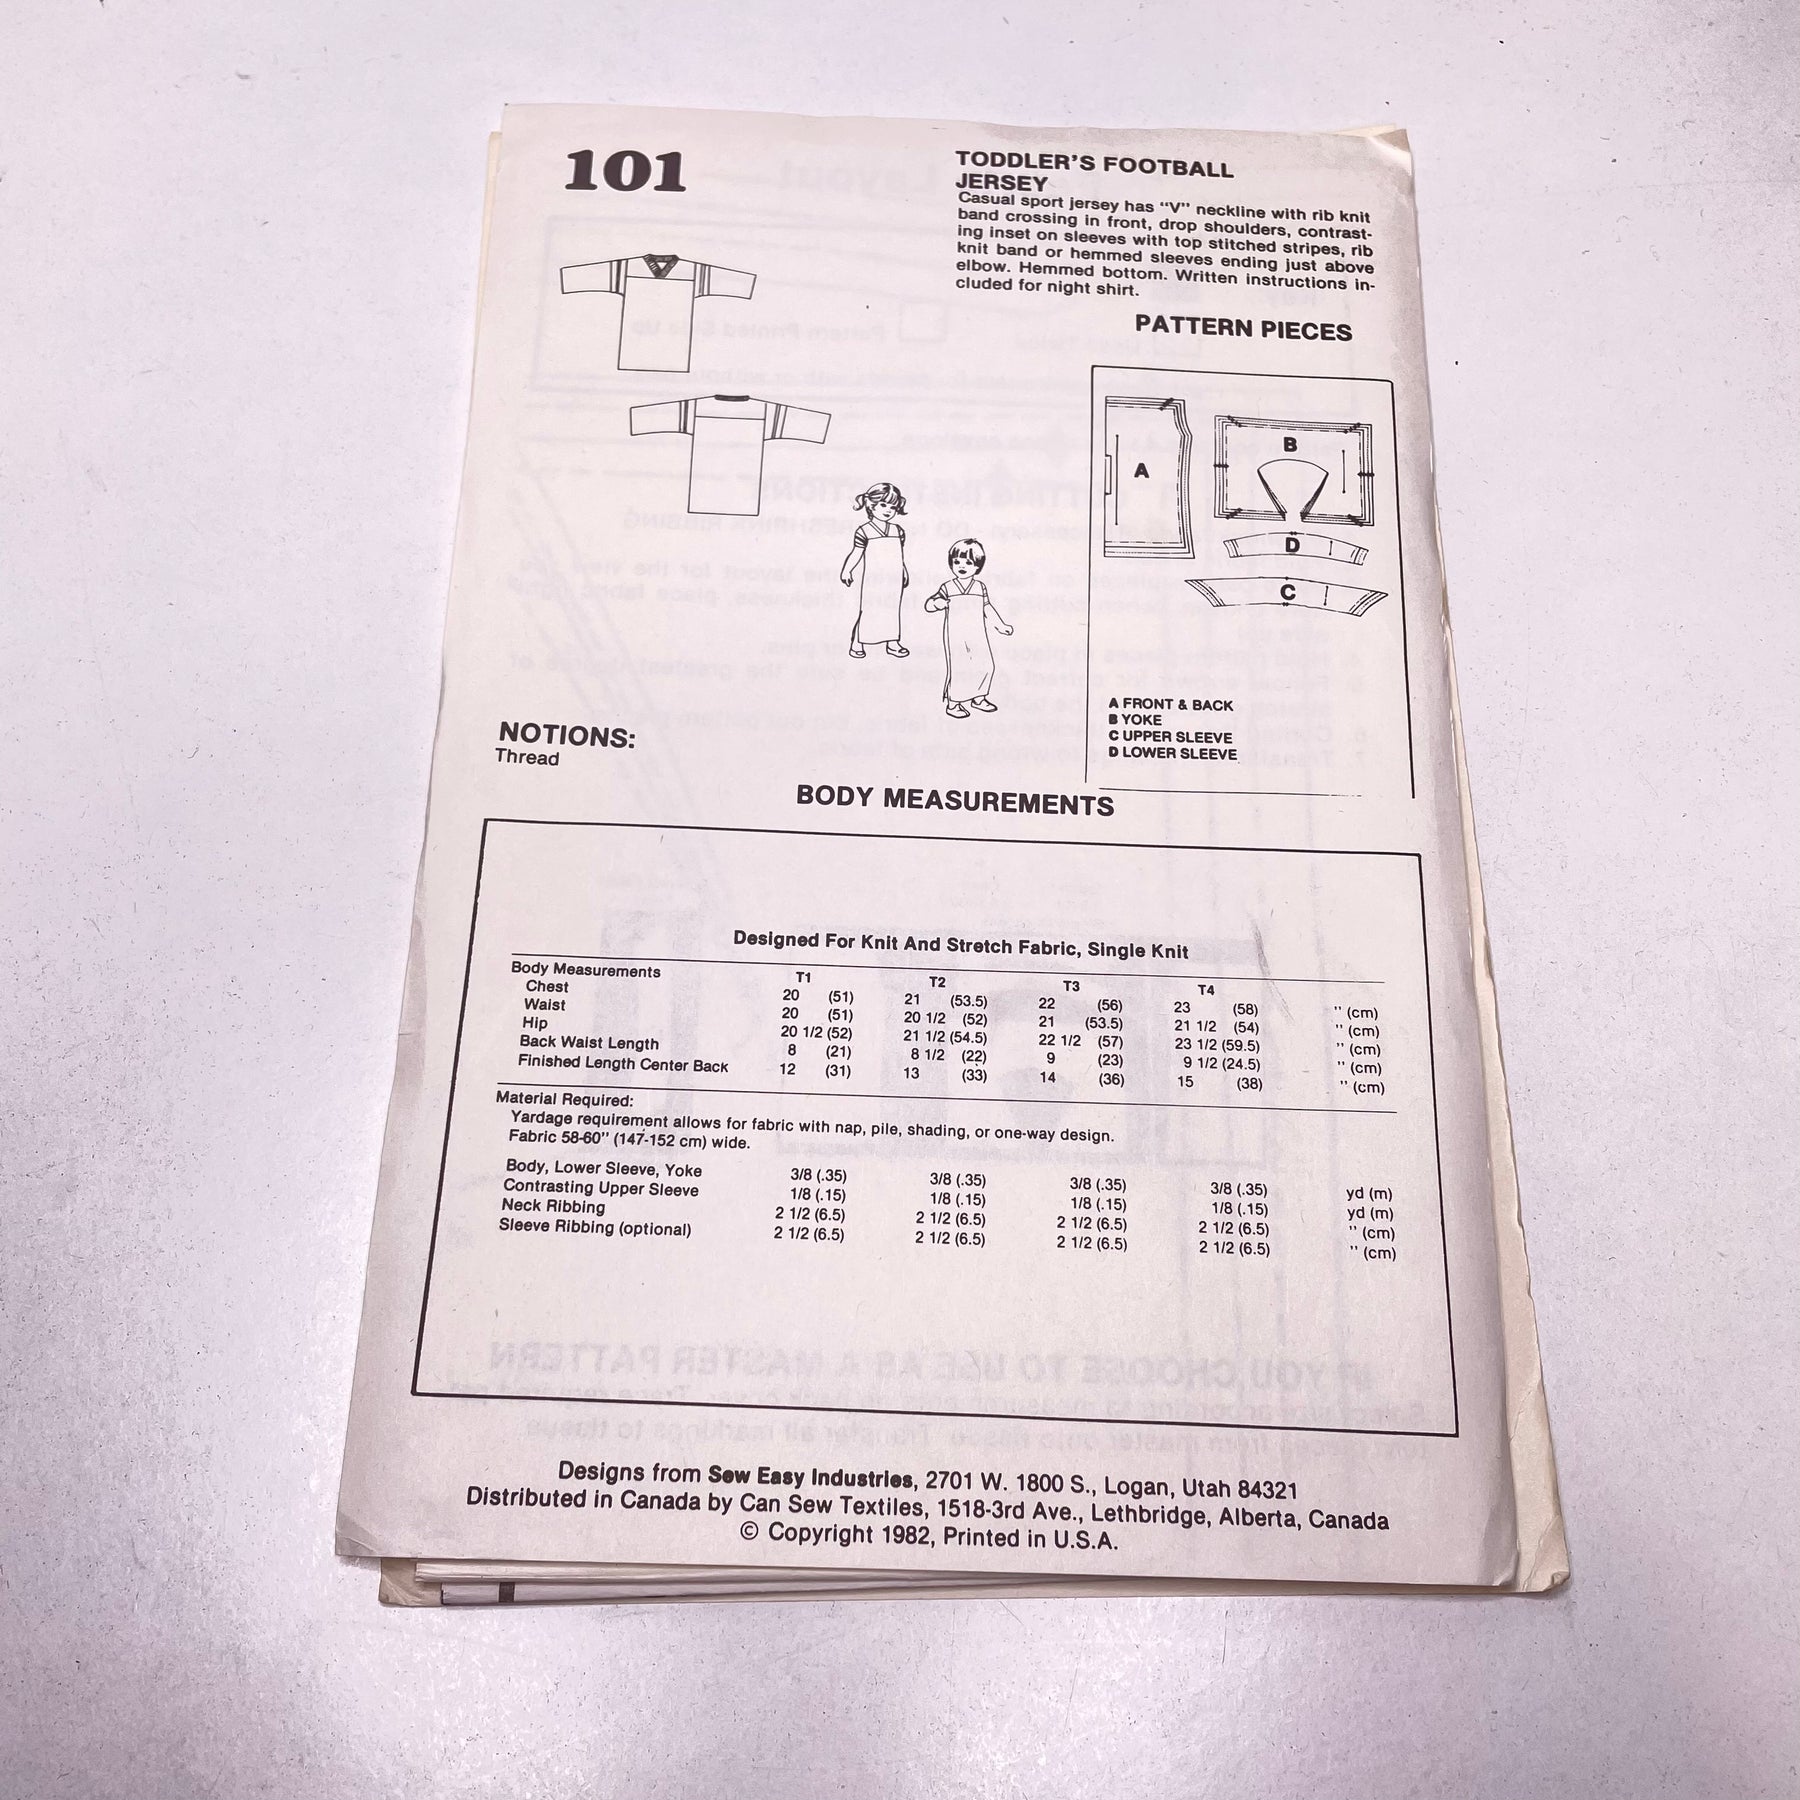 101
TODDLER'S FOOTBALL
JERSEY
Casual sport jersey has "V" neckline with rib knit
band crossing in front, drop shoulders, contrast-
ing inset on sleeves with top stitched stripes, rib
knit band or hemmed sleeves ending just above
elbow. Hemmed bottom. Written instructions in-
cluded for night shirt.
PATTERN PIECES
A
B
D
C
A FRONT & BACK
B YOKE
C UPPER SLEEVE
D LOWER SLEEVE
NOTIONS:
Thread
BODY MEASUREMENTS
Designed For Knit And Stretch Fabric, Single Knit
Body Measurements T1 T2 T3 T4
Chest 20 (51) 21 (53.5) 22 (56) 23 (58) " (cm)
Waist 20 (51) 20 1/2 (52) 21 (53.5) 21 1/2 (54) " (cm)
Hip 20 1/2 (52) 21 1/2 (54.5) 22 1/2 (57) 23 1/2 (59.5) " (cm)
Back Waist Length 8 (21) 8 1/2 (22) 9 (23) 9 1/2 (24.5) " (cm)
Finished Length Center Back 12 (31) 13 (33) 14 (36) 15 (38) " (cm)
Material Required:
Yardage requirement allows for fabric with nap, pile, shading, or one-way design.
Fabric 58-60" (147-152 cm) wide.
Body, Lower Sleeve, Yoke 3/8 (.35) 3/8 (.35) 3/8 (.35) 3/8 (.35) yd (m)
Contrasting Upper Sleeve 1/8 (.15) 1/8 (.15) 1/8 (.15) 1/8 (.15) yd (m)
Neck Ribbing 2 1/2 (6.5) 2 1/2 (6.5) 2 1/2 (6.5) 2 1/2 (6.5) " (cm)
Sleeve Ribbing (optional) 2 1/2 (6.5) 2 1/2 (6.5) 2 1/2 (6.5) 2 1/2 (6.5) " (cm)
Designs from Sew Easy Industries, 2701 W. 1800 S., Logan, Utah 84321
Distributed in Canada by Can Sew Textiles, 1518-3rd Ave., Lethbridge, Alberta, Canada
© Copyright 1982, Printed in U.S.A.